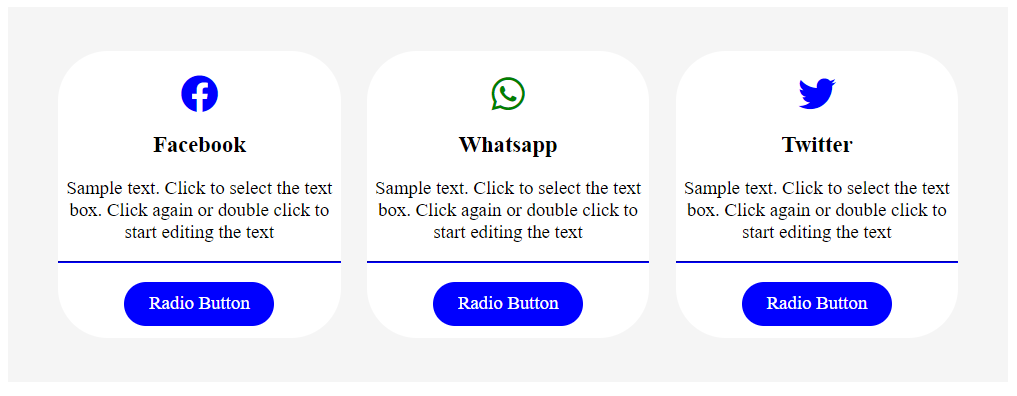 Facebook
Sample text. Click to select the text
box. Click again or double click to
start editing the text
Radio Button
Whatsapp
Sample text. Click to select the text
box. Click again or double click to
start editing the text
Radio Button
Twitter
Sample text. Click to select the text
box. Click again or double click to
start editing the text
Radio Button